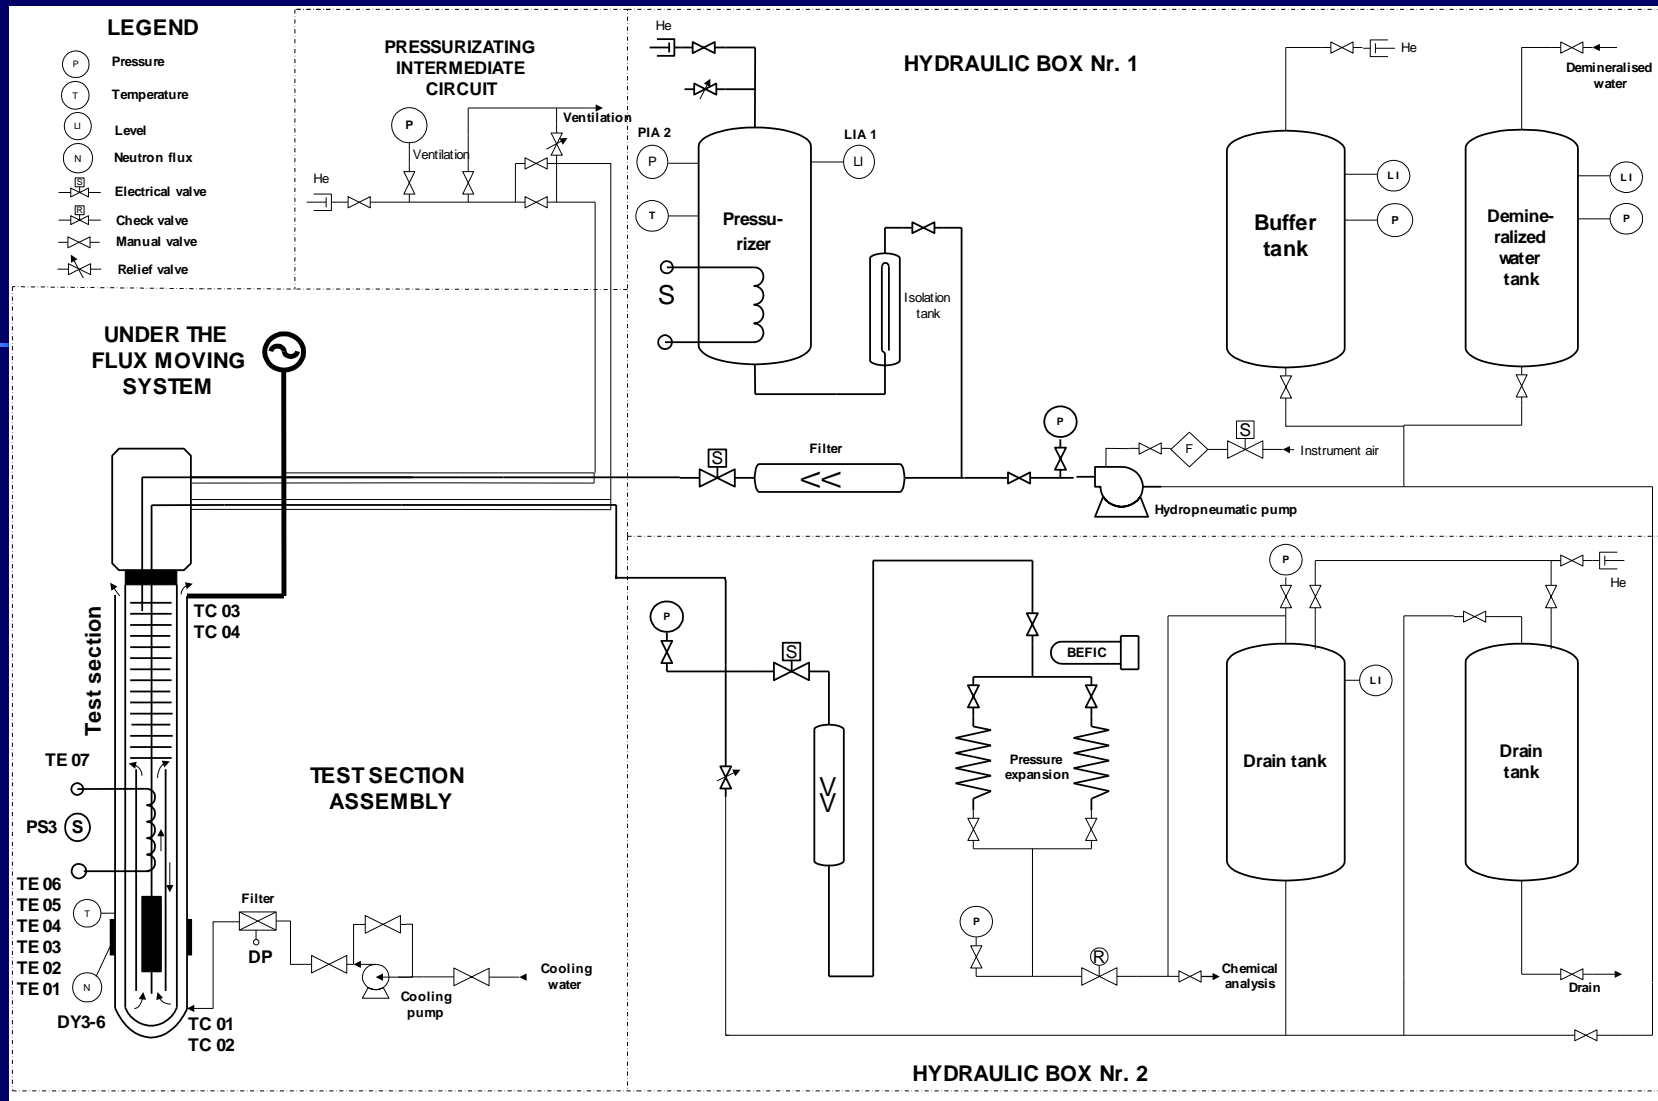 LEGEND
P
Pressure
T
Temperature
LI
Level
N
Neutron flux
S
Electrical valve
R
Check valve
Manual valve
Relief valve
PRESSURIZATING
INTERMEDIATE
CIRCUIT
P
Ventilation
Ventilation
He
HYDRAULIC BOX Nr. 1
He
PIA 2
P
T
LIA 1
LI
Pressu-
rizer
S
Isolation
tank
He
Demineralised
water
Buffer
tank
LI
P
Demine-
ralized
water
tank
LI
P
P
Filter
<<
S
F
S
Instrument air
Hydropneumatic pump
UNDER THE
FLUX MOVING
SYSTEM
Test section
TC 03
TC 04
TE 07
PS3
S
TEST SECTION
ASSEMBLY
TE 06
TE 05
TE 04
TE 03
TE 02
TE 01
T
N
DY3-6
TC 01
TC 02
Filter
DP
Cooling
pump
Cooling
water
P
S
VV
BEFIC
Pressure
expansion
P
R
Chemical
analysis
P
He
LI
Drain tank
Drain
tank
Drain
HYDRAULIC BOX Nr. 2